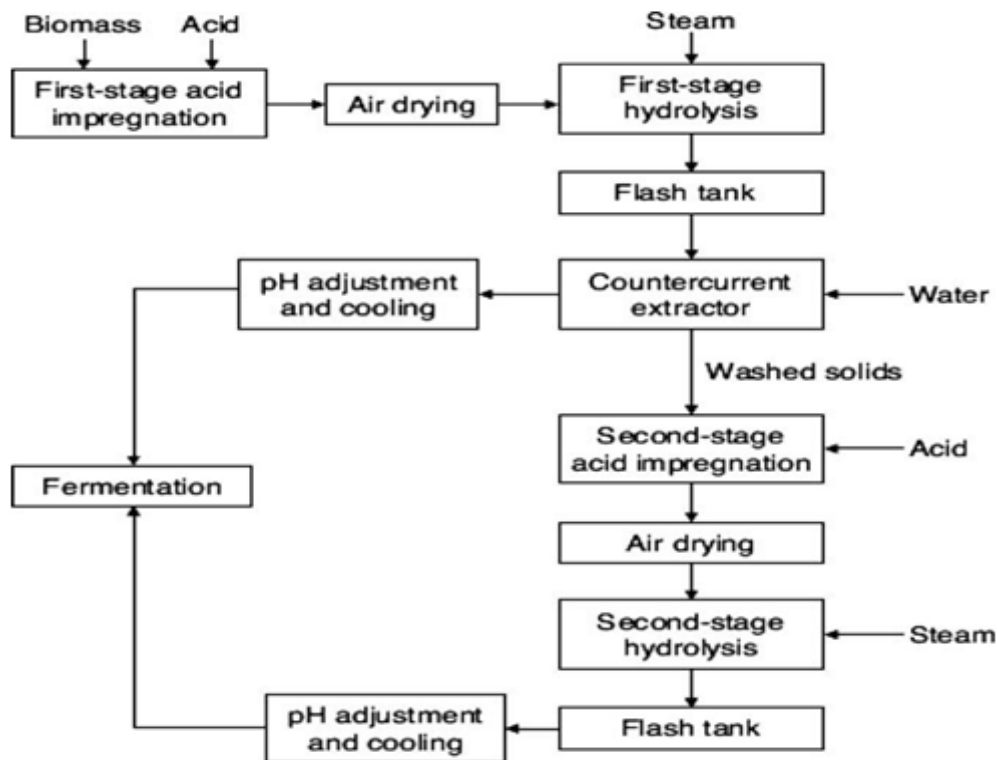 Biomass Acid
Steam
First-stage acid
impregnation
Air drying
First-stage
hydrolysis
Flash tank
pH adjustment
and cooling
Countercurrent
extractor
Water
Washed solids
Second-stage
acid impregnation
Acid
Fermentation
Air drying
Second-stage
hydrolysis
Steam
pH adjustment
and cooling
Flash tank